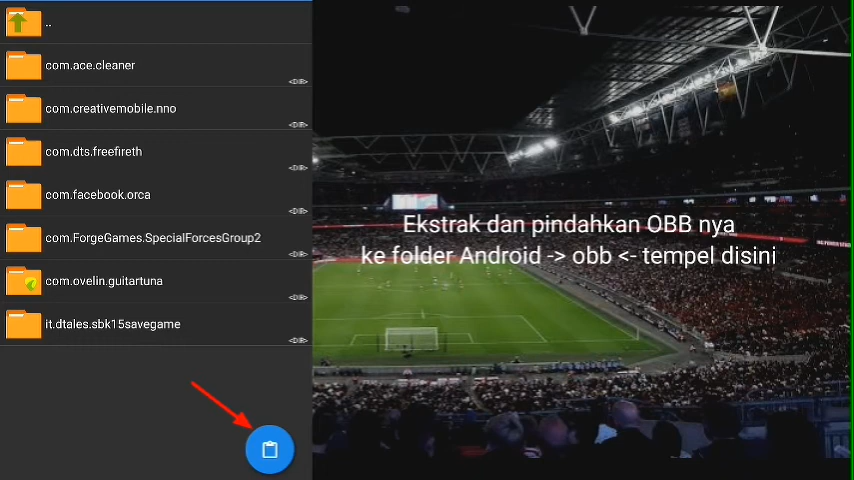 ..
com.ace.cleaner
<DIR>
com.creativemobile.nno
<DIR>
com.dts.freefireth
<DIR>
com.facebook.orca
<DIR>
com.ForgeGames.SpecialForcesGroup2
<DIR>
com.ovelin.guitartuna
<DIR>
it.dtales.sbk15savegame
<DIR>
Ekstrak dan pindahkan OBB nya
ke folder Android -> obb <- tempel disini